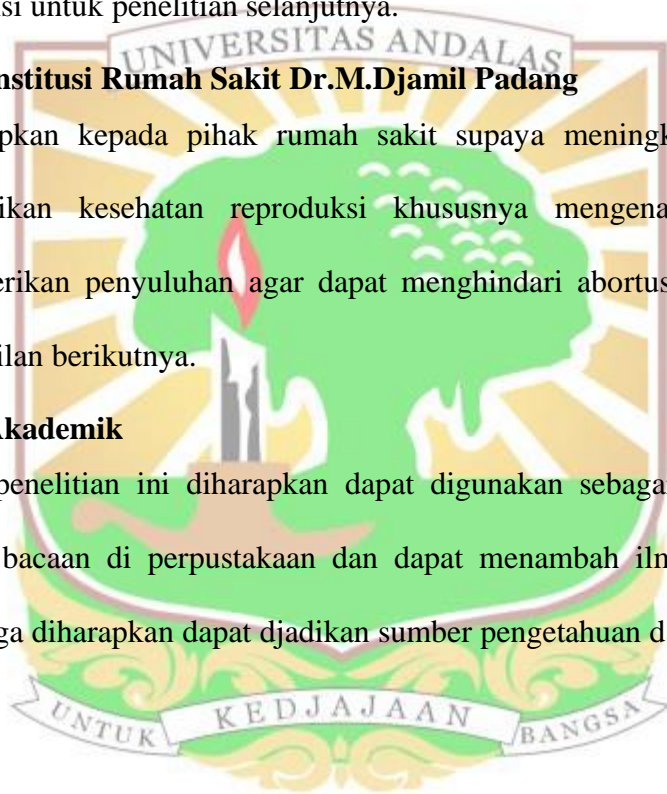 si untuk penelitian selanjutnya.
UNIVERSITAS ANDALAS
nstitusi Rumah Sakit Dr.M.Djamil Padang
pkan kepada pihak rumah sakit supaya meningk
ikan kesehatan reproduksi khususnya mengena
erikan penyuluhan agar dapat menghindari abortus
ilan berikutnya.
Akademik
penelitian ini diharapkan dapat digunakan sebaga
bacaan di perpustakaan dan dapat menambah iln
ga diharapkan dapat djadikan sumber pengetahuan d
UNTUK KEDJAJAAN BANGSA